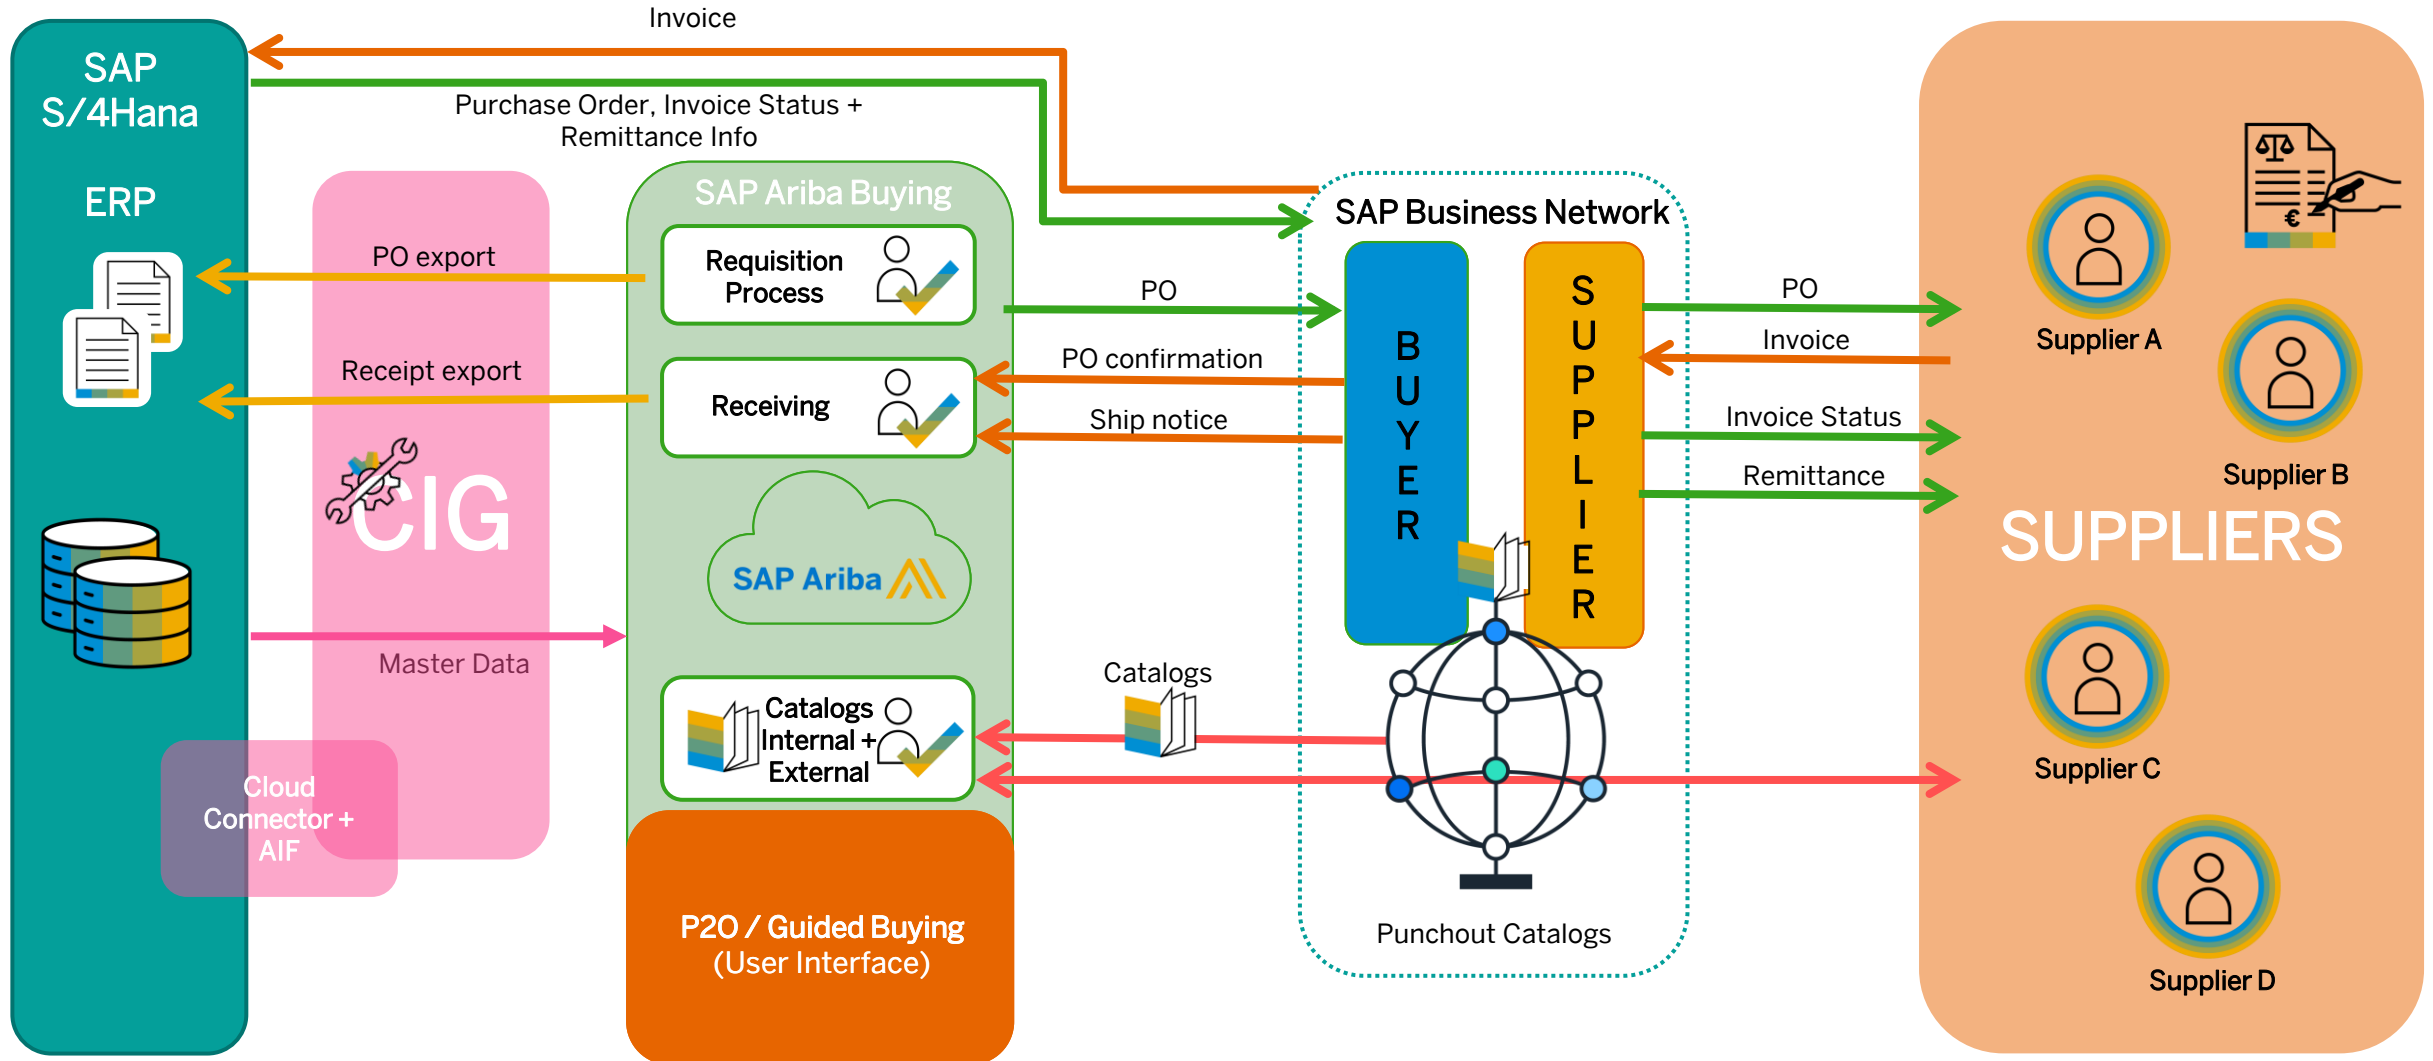 Invoice
SAP
S/4Hana
ERP
Purchase Order, Invoice Status +
Remittance Info
PO export
Receipt export
CIG
Master Data
Cloud
Connector +
AIF
SAP Ariba Buying
Requisition
Process
Receiving
SAP Ariba
Catalogs
Internal +
External
P2O / Guided Buying
(User Interface)
PO
PO confirmation
Ship notice
Catalogs
SAP Business Network
BUYER
SUPPLIER
Punchout Catalogs
PO
Invoice
Invoice Status
Remittance
€
Supplier A
Supplier B
SUPPLIERS
Supplier C
Supplier D